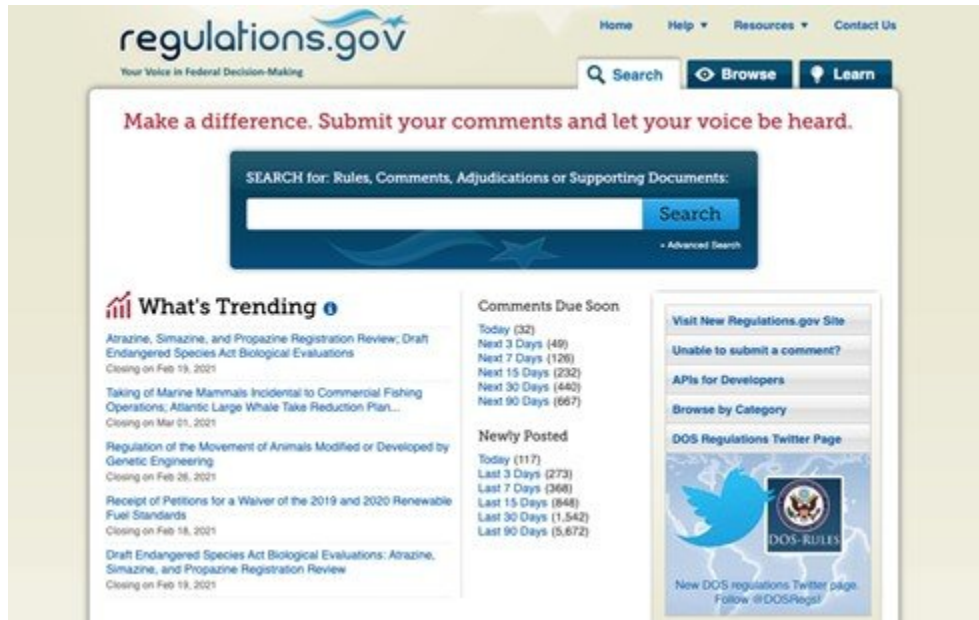 regulations.gov
Your Voice in Federal Decision-Making
Home
Help ▼
Resources ▼
Contact Us
Search
Browse
Learn
Make a difference. Submit your comments and let your voice be heard.
SEARCH for: Rules, Comments, Adjudications or Supporting Documents:
Search
» Advanced Search
What's Trending
Atrazine, Simazine, and Propazine Registration Review; Draft
Endangered Species Act Biological Evaluations
Closing on Feb 19, 2021
Taking of Marine Mammals Incidental to Commercial Fishing
Operations; Atlantic Large Whale Take Reduction Plan...
Closing on Mar 01, 2021
Regulation of the Movement of Animals Modified or Developed by
Genetic Engineering
Closing on Feb 26, 2021
Receipt of Petitions for a Waiver of the 2019 and 2020 Renewable
Fuel Standards
Closing on Feb 18, 2021
Draft Endangered Species Act Biological Evaluations: Atrazine,
Simazine, and Propazine Registration Review
Closing on Feb 19, 2021
Comments Due Soon
Today (32)
Next 3 Days (49)
Next 7 Days (126)
Next 15 Days (232)
Next 30 Days (440)
Next 90 Days (667)
Newly Posted
Today (117)
Last 3 Days (273)
Last 7 Days (368)
Last 15 Days (848)
Last 30 Days (1,542)
Last 90 Days (5,672)
Visit New Regulations.gov Site
Unable to submit a comment?
APIs for Developers
Browse by Category
DOS Regulations Twitter Page
DOS-RULES
New DOS regulations Twitter page.
Follow @DOSRegs!